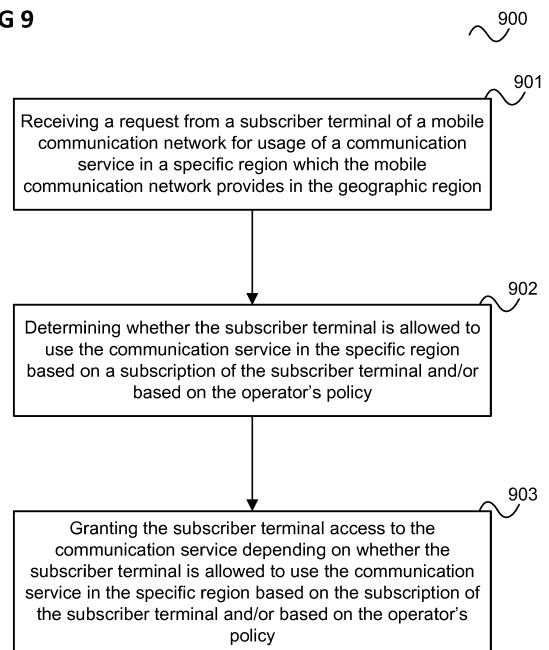 G 9
900
901
Receiving a request from a subscriber terminal of a mobile
communication network for usage of a communication
service in a specific region which the mobile
communication network provides in the geographic region
902
Determining whether the subscriber terminal is allowed to
use the communication service in the specific region
based on a subscription of the subscriber terminal and/or
based on the operator's policy
903
Granting the subscriber terminal access to the
communication service depending on whether the
subscriber terminal is allowed to use the communication
service in the specific region based on the subscription of
the subscriber terminal and/or based on the operator's
policy